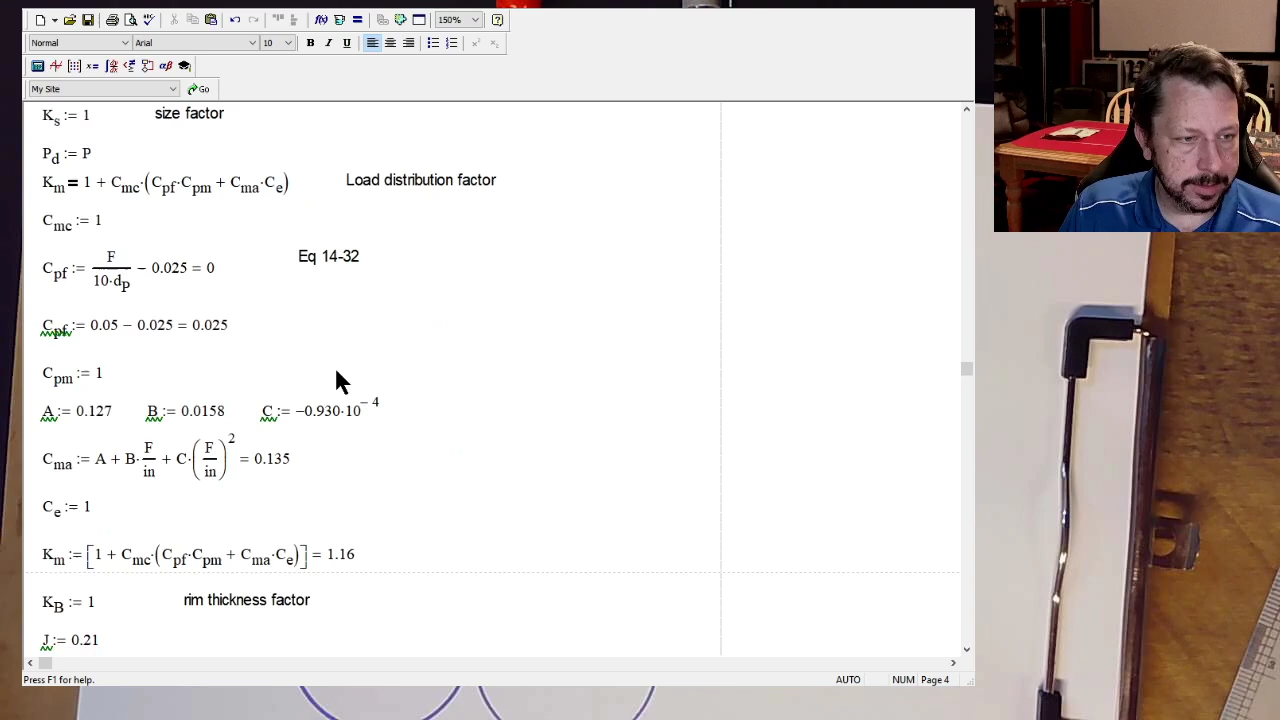 150%
Normal Arial 10 B I U
My Site Go
K_s := 1 size factor
P_d := P
K_m = 1 + C_mc·(C_pf·C_pm + C_ma·C_e) Load distribution factor
C_mc := 1
C_pf := F/(10·d_P) − 0.025 = 0 Eq 14-32
C_pf := 0.05 − 0.025 = 0.025
C_pm := 1
A := 0.127 B := 0.0158 C := −0.930·10^−4
C_ma := A + B·F/in + C·(F/in)^2 = 0.135
C_e := 1
K_m := [1 + C_mc·(C_pf·C_pm + C_ma·C_e)] = 1.16
K_B := 1 rim thickness factor
J := 0.21
Press F1 for help. AUTO NUM Page 4